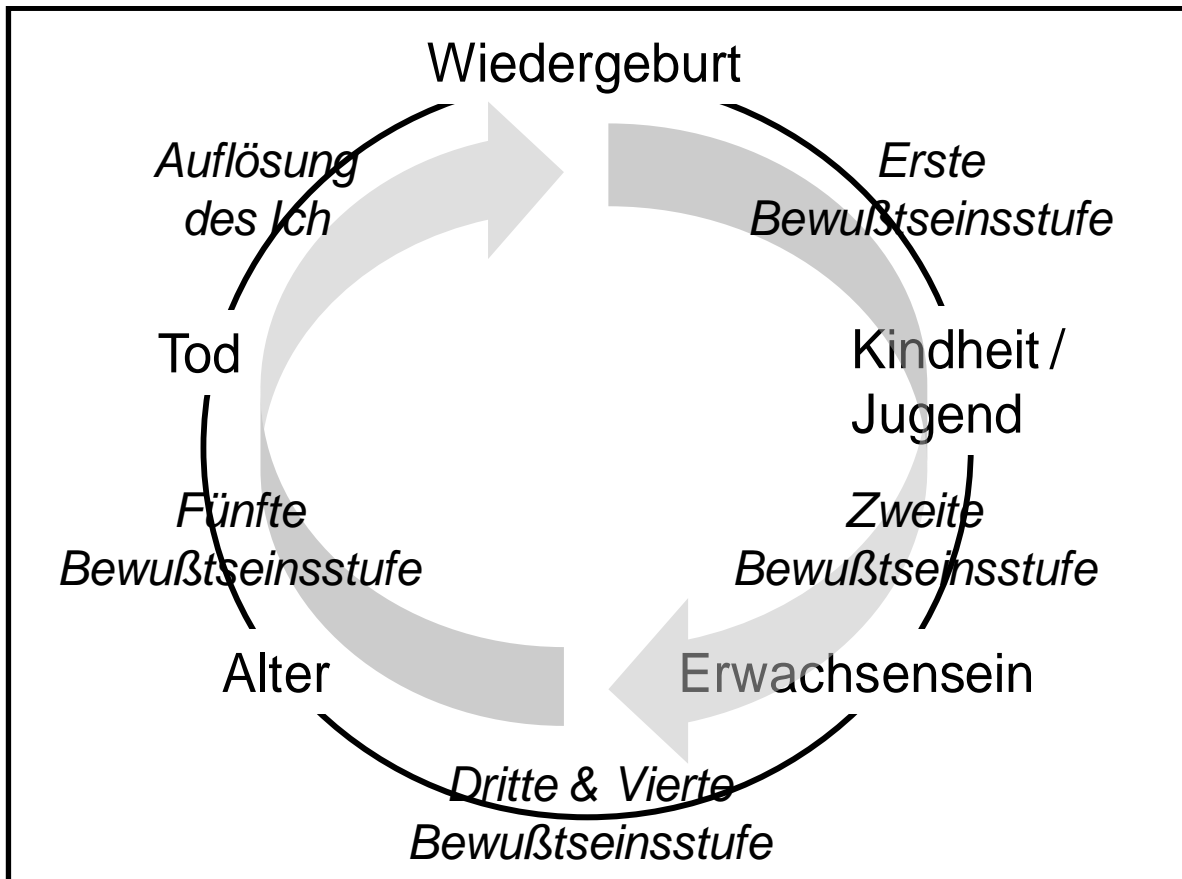 Wiedergeburt
Auflösung
des Ich
Erste
Bewußtseinsstufe
Tod
Kindheit /
Jugend
Fünfte
Bewußtseinsstufe
Zweite
Bewußtseinsstufe
Alter
Erwachsensein
Dritte & Vierte
Bewußtseinsstufe